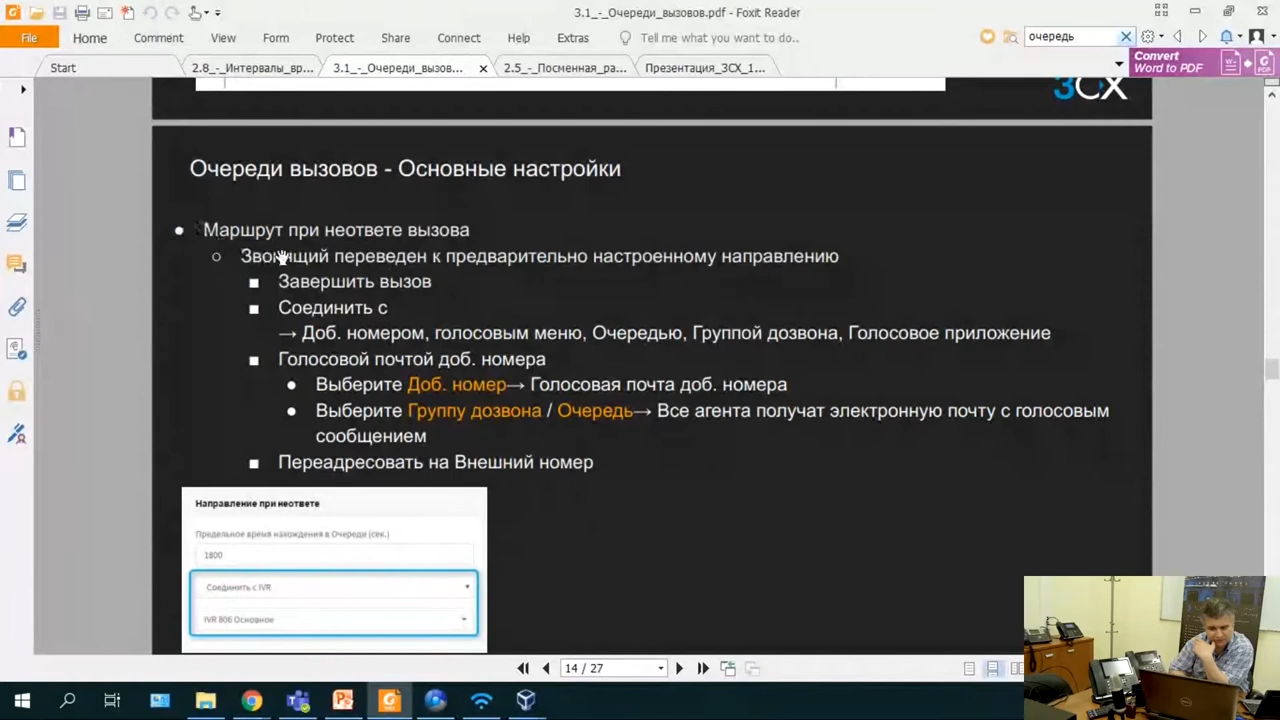 3.1_-_Очереди_вызовов.pdf - Foxit Reader
File Home Comment View Form Protect Share Connect Help Extras Tell me what you want to do.. очередь
Start 2.8_-_Интервалы_вр... 3.1_-_Очереди_вызов... 2.5_-_Посменная_ра... Презентация_3CX_1...
Convert
Word to PDF
3CX
Очереди вызовов - Основные настройки
Маршрут при неответе вызова
Звонящий переведен к предварительно настроенному направлению
Завершить вызов
Соединить с
→ Доб. номером, голосовым меню, Очередью, Группой дозвона, Голосовое приложение
Голосовой почтой доб. номера
Выберите Доб. номер→ Голосовая почта доб. номера
Выберите Группу дозвона / Очередь→ Все агента получат электронную почту с голосовым
сообщением
Переадресовать на Внешний номер
Направление при неответе
Предельное время нахождения в Очереди (сек.)
1800
Соединить с IVR
IVR 806 Основное
14 / 27